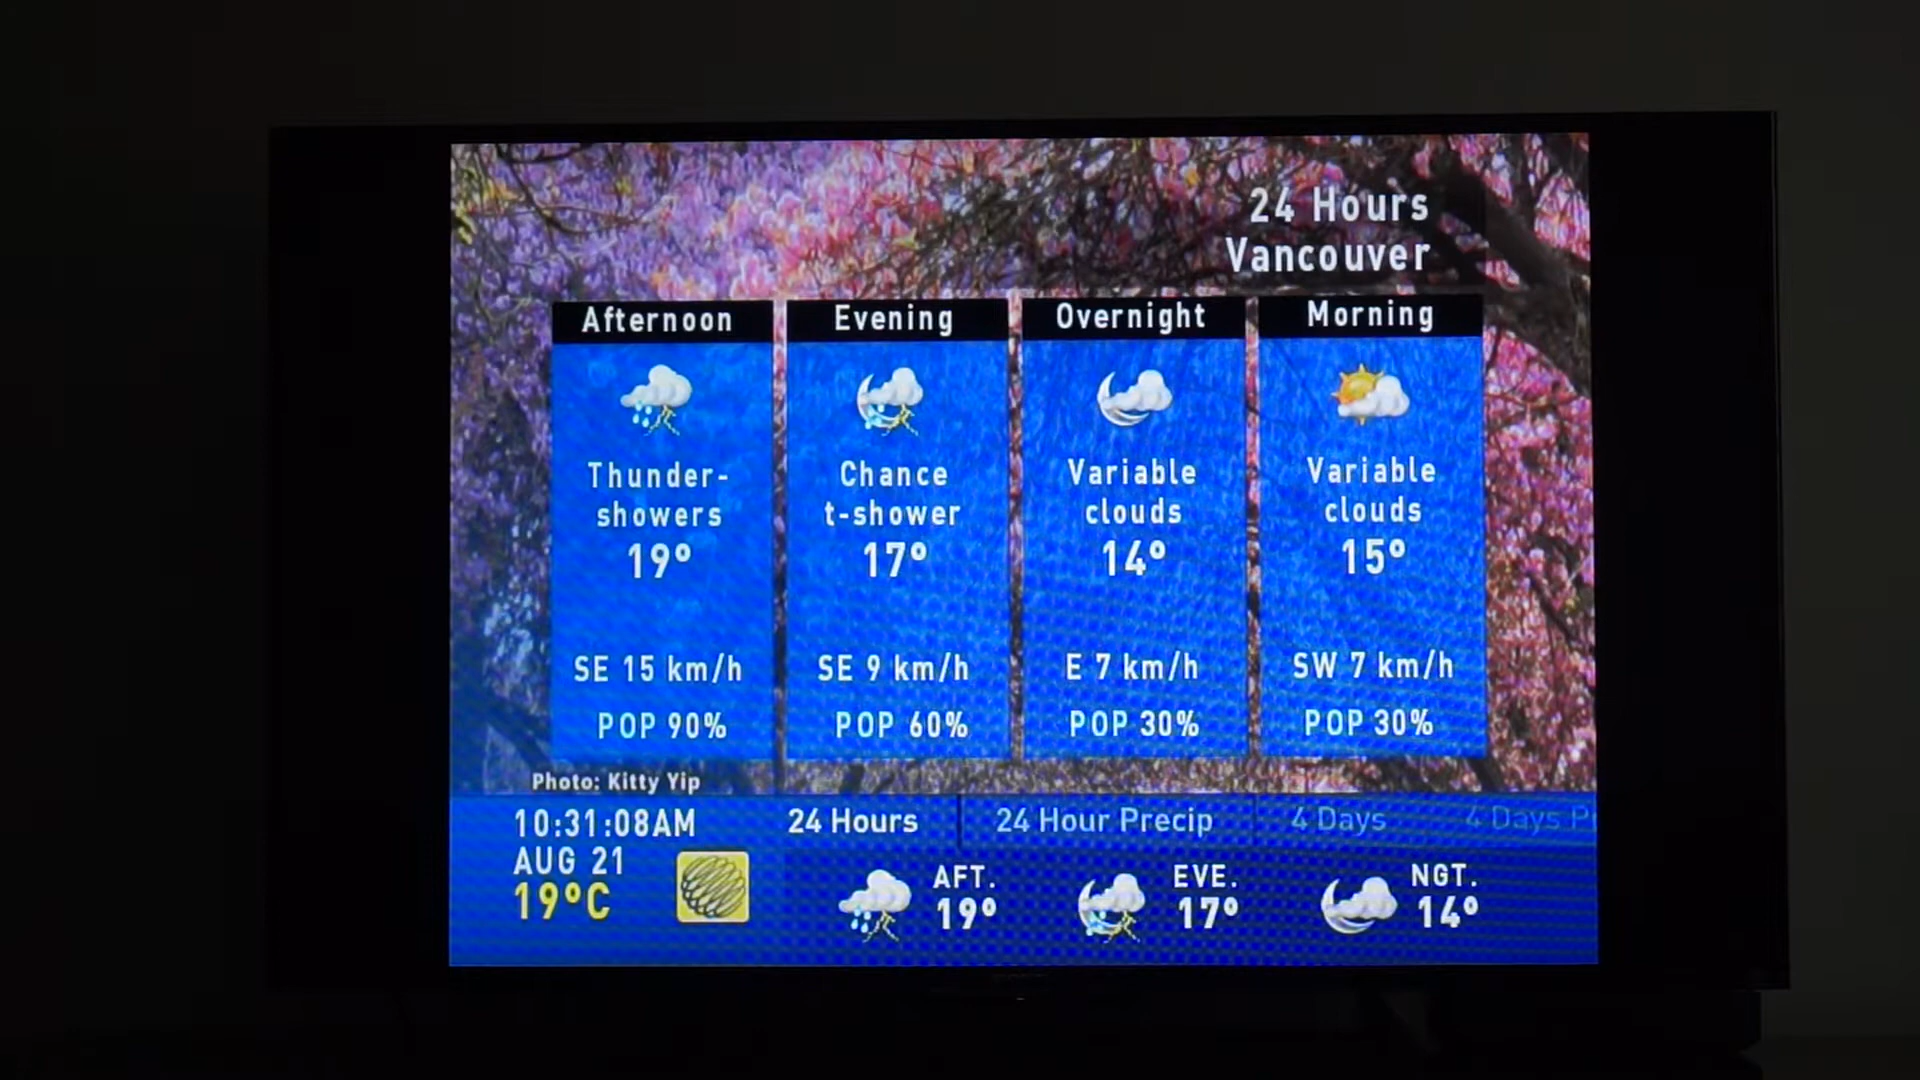 24 Hours
Vancouver
Afternoon
Thunder-
showers
19°
SE 15 km/h
POP 90%
Evening
Chance
t-shower
17°
SE 9 km/h
POP 60%
Overnight
Variable
clouds
14°
E 7 km/h
POP 30%
Morning
Variable
clouds
15°
SW 7 km/h
POP 30%
Photo: Kitty Yip
10:31:08AM
AUG 21
19°C
24 Hours
24 Hour Precip
4 Days
4 Days P
AFT.
19°
EVE.
17°
NGT.
14°